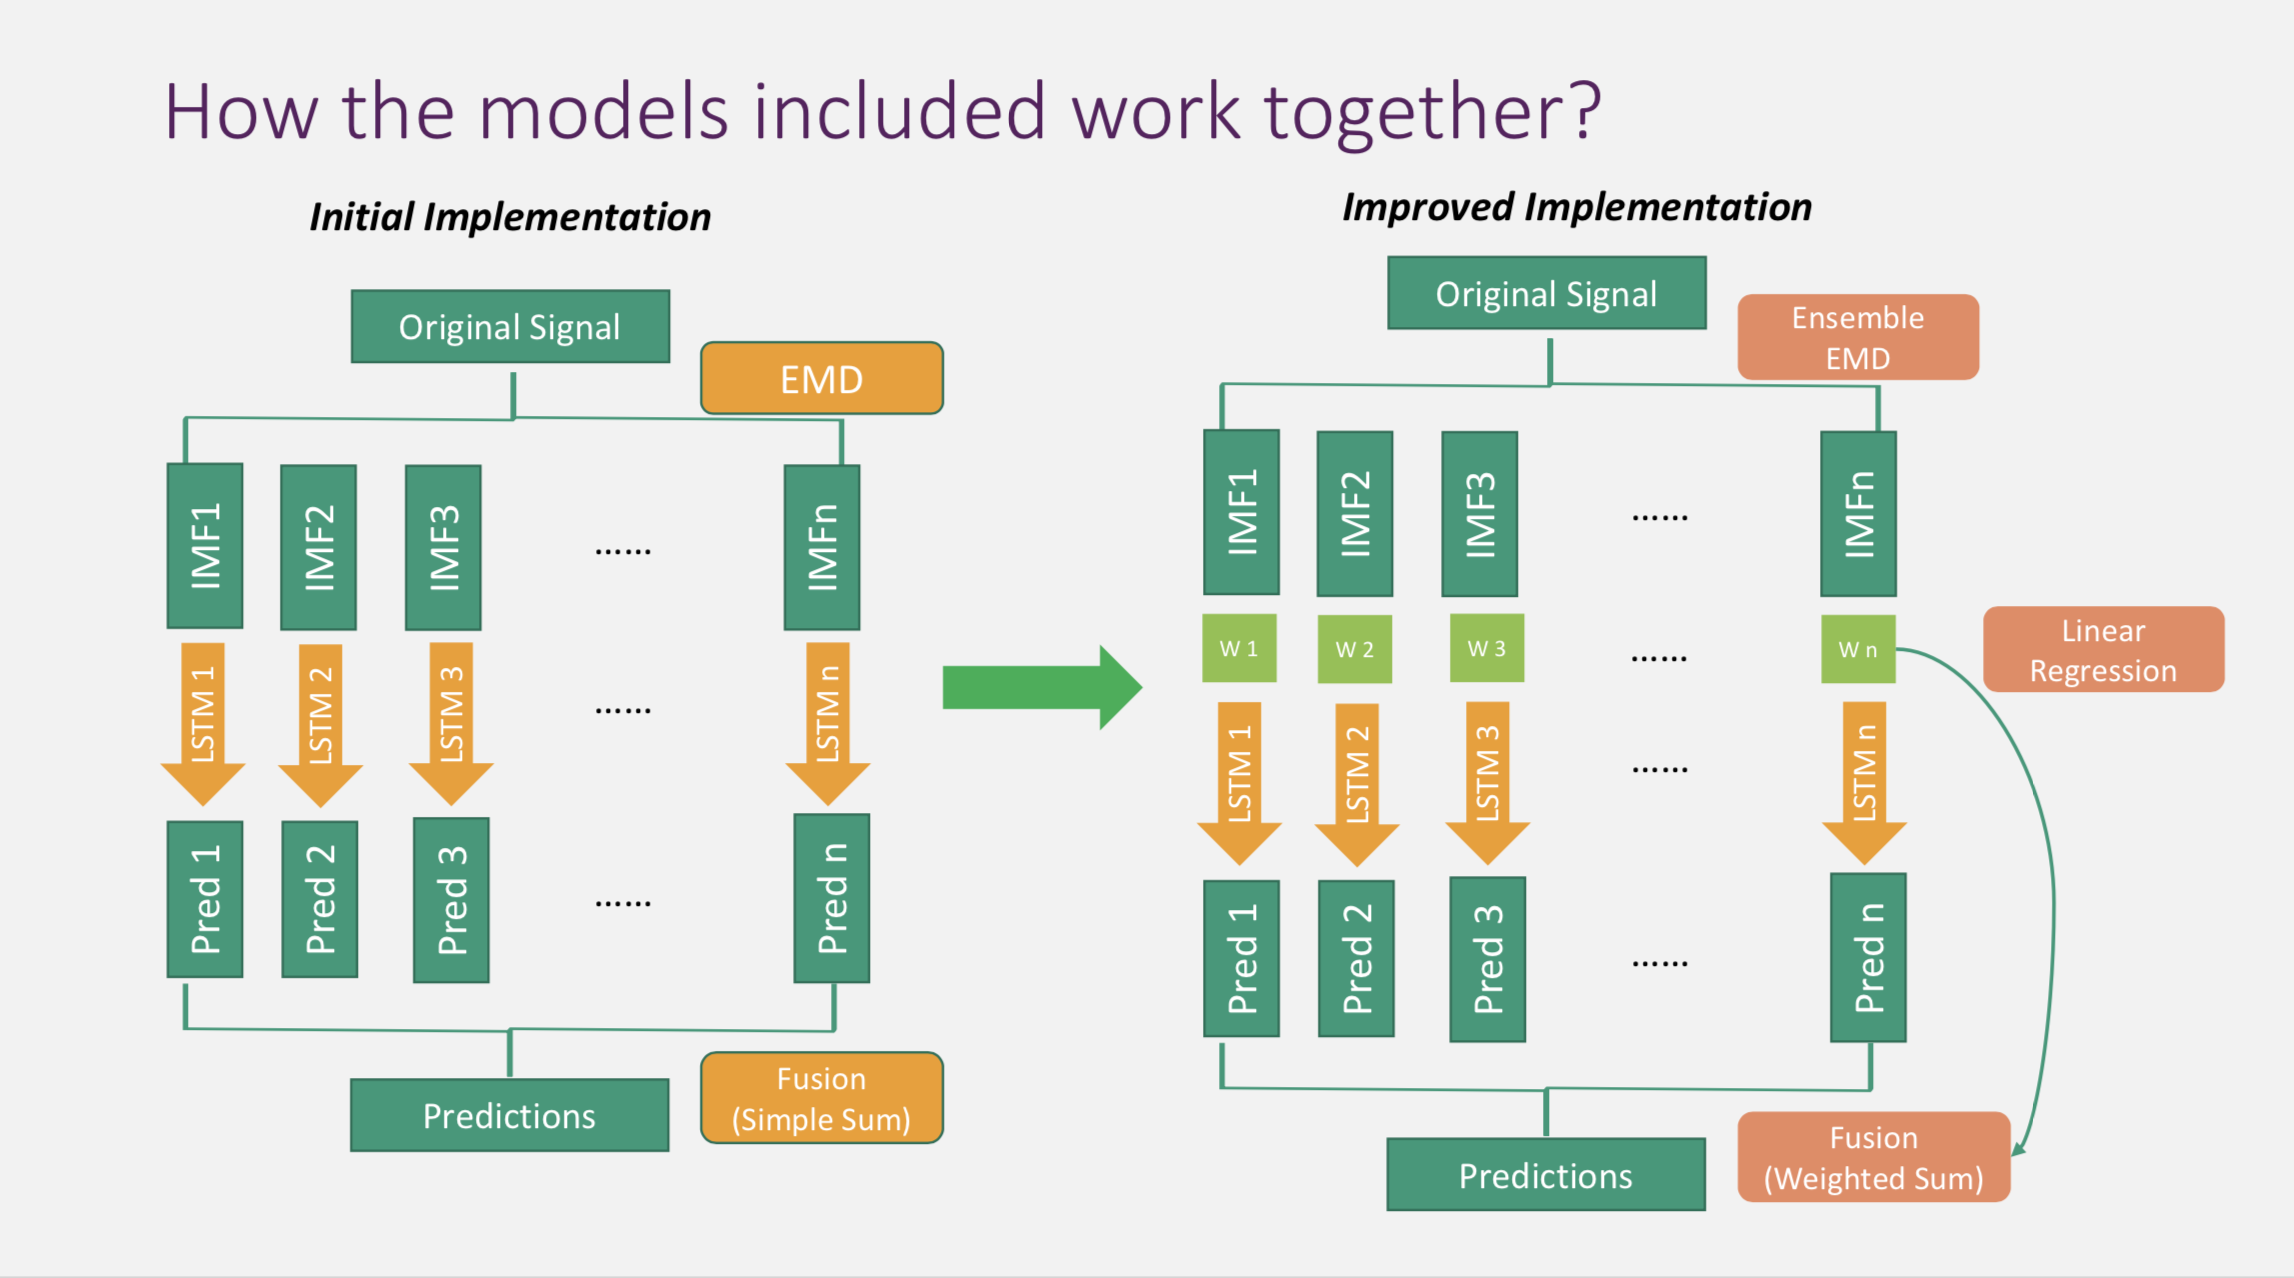 How the models included work together?
Initial Implementation
Original Signal
EMD
IMF1
IMF2
IMF3
......
IMFn
LSTM 1
LSTM 2
LSTM 3
......
LSTM n
Pred 1
Pred 2
Pred 3
......
Pred n
Predictions
Fusion
(Simple Sum)
Improved Implementation
Original Signal
Ensemble
EMD
IMF1
IMF2
IMF3
......
IMFn
W 1
W 2
W 3
......
W n
Linear
Regression
LSTM 1
LSTM 2
LSTM 3
......
LSTM n
Pred 1
Pred 2
Pred 3
......
Pred n
Predictions
Fusion
(Weighted Sum)